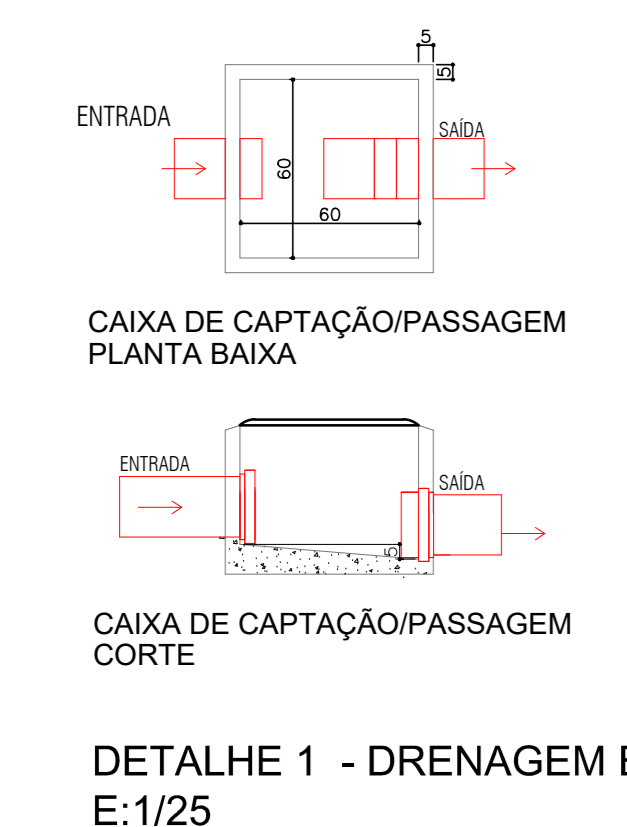 5
5
ENTRADA
SAÍDA
60
60
CAIXA DE CAPTAÇÃO/PASSAGEM
PLANTA BAIXA
ENTRADA
SAÍDA
5
CAIXA DE CAPTAÇÃO/PASSAGEM
CORTE
DETALHE 1 - DRENAGEM
E:1/25